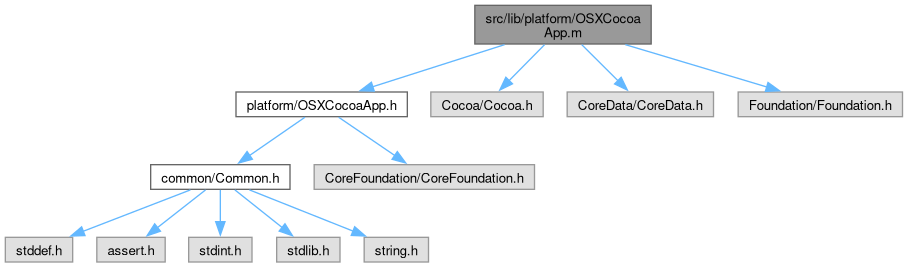 src/lib/platform/OSXCocoa
App.m
platform/OSXCocoaApp.h
Cocoa/Cocoa.h
CoreData/CoreData.h
Foundation/Foundation.h
common/Common.h
CoreFoundation/CoreFoundation.h
stddef.h
assert.h
stdint.h
stdlib.h
string.h